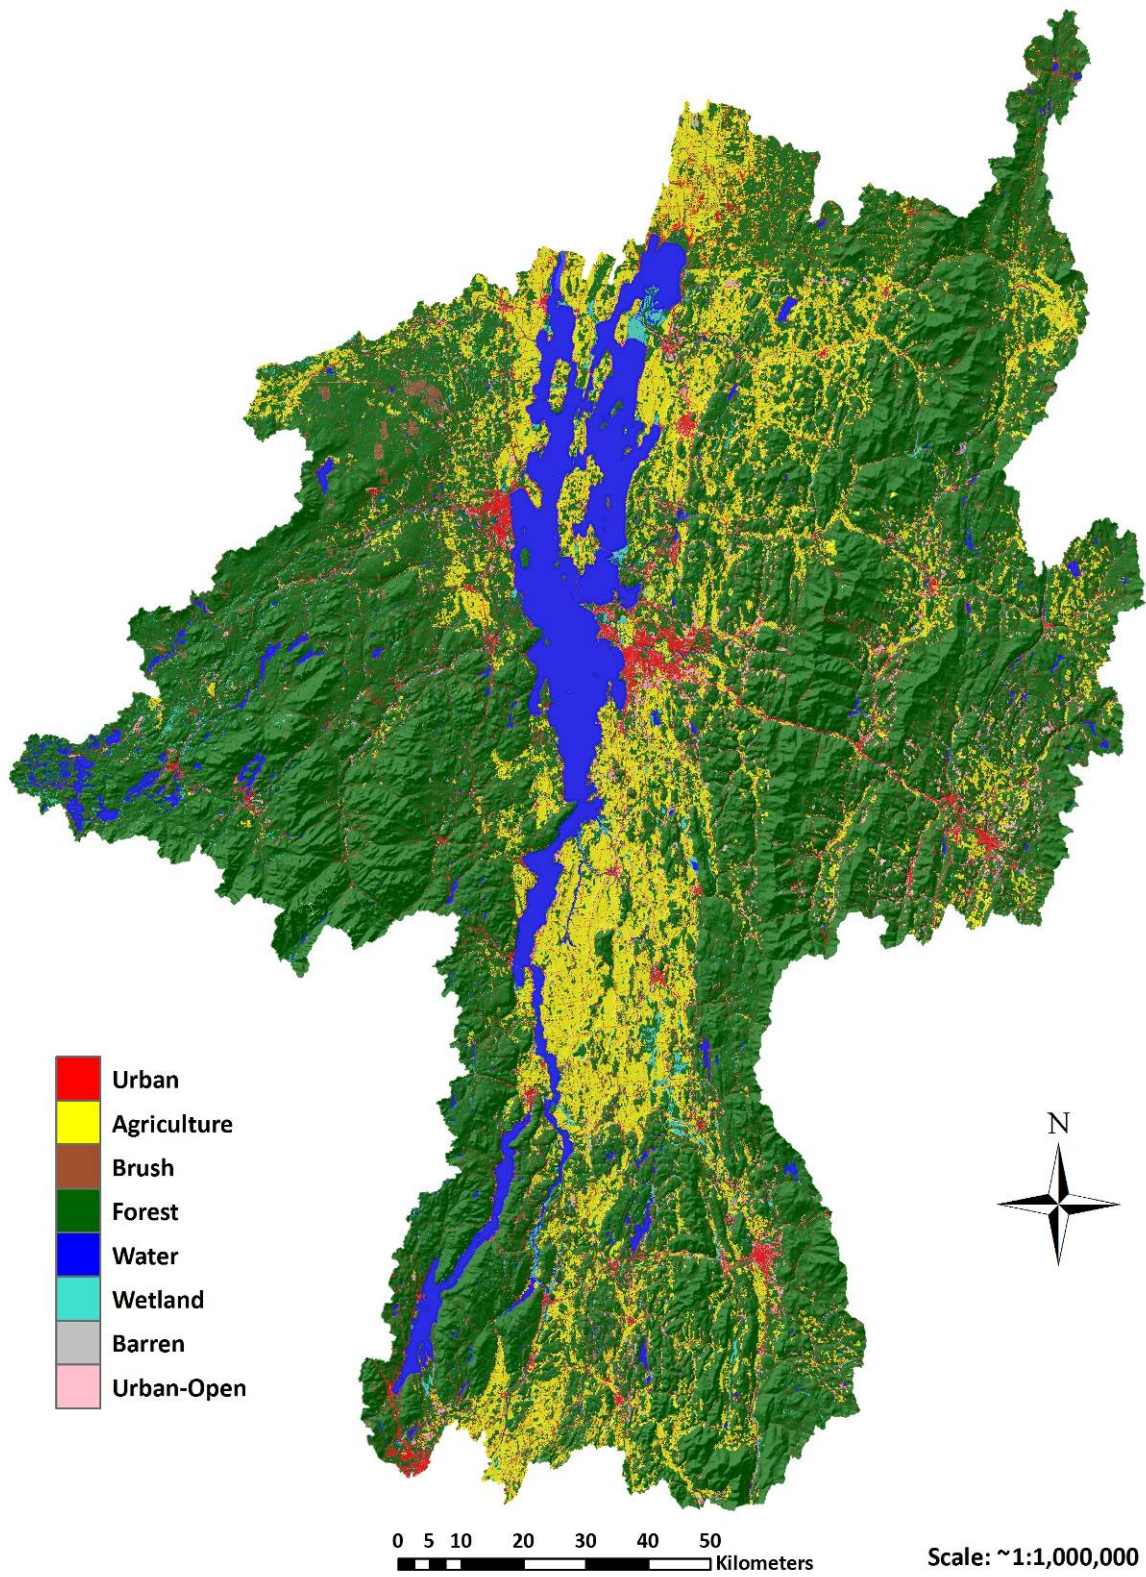 Urban
Agriculture
Brush
Forest
Water
Wetland
Barren
Urban-Open
N
0 5 10 20 30 40 50
Kilometers
Scale: ~1:1,000,000